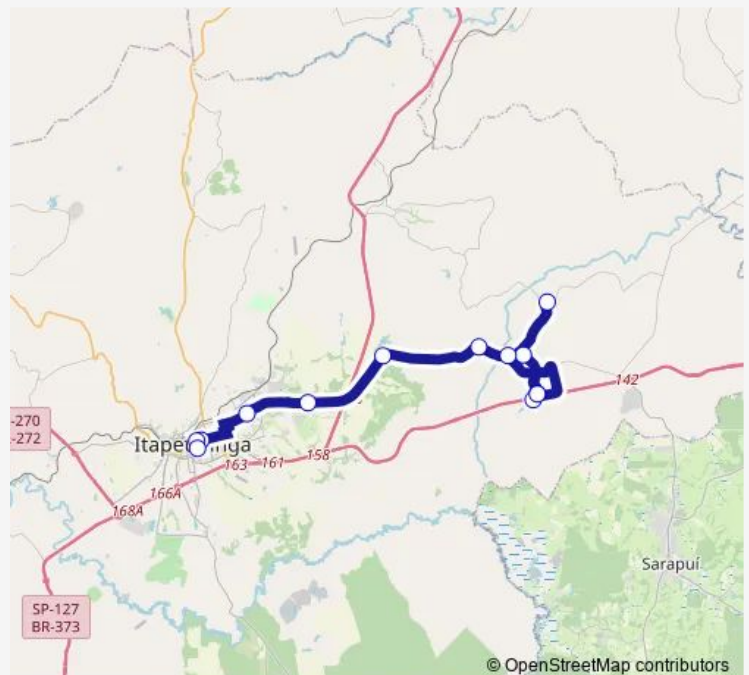 142
-270
-272
Itapetininga
158
161
163
166A
168A
Sarapuí
SP-127
BR-373
© OpenStreetMap contributors